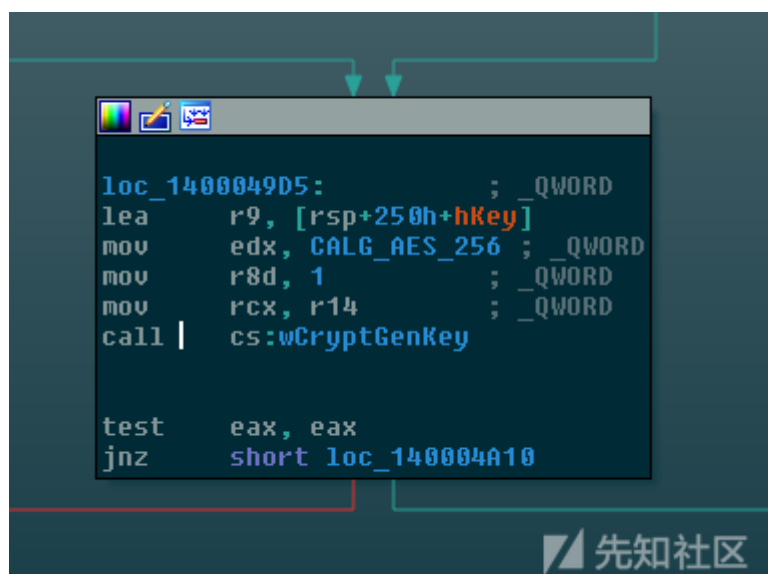 loc_1400049D5: ; _QWORD
lea r9, [rsp+250h+hKey]
mov edx, CALG_AES_256 ; _QWORD
mov r8d, 1 ; _QWORD
mov rcx, r14 ; _QWORD
call cs:wCryptGenKey
test eax, eax
jnz short loc_140004A10
先知社区